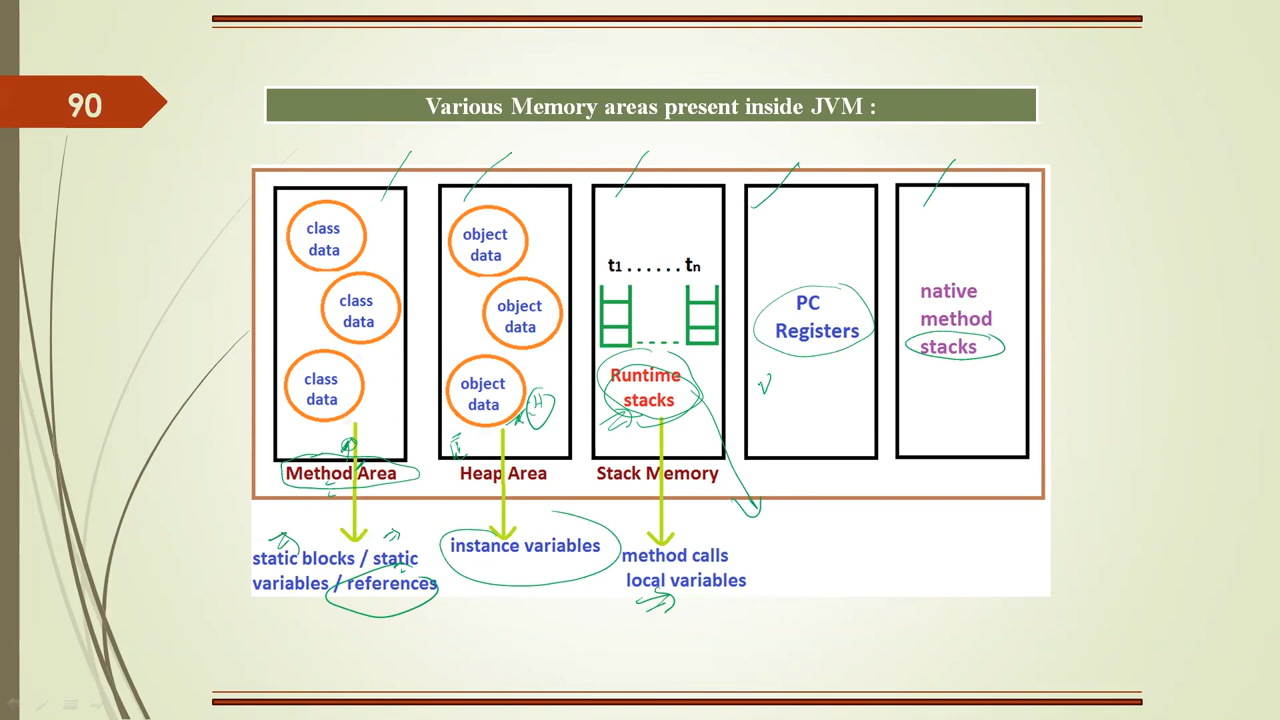 90
Various Memory areas present inside JVM :
class
data
class
data
class
data
Method Area
object
data
object
data
object
data
Heap Area
t1 . . . . . . tn
Runtime
stacks
Stack Memory
PC
Registers
native
method
stacks
static blocks / static
variables / references
instance variables
method calls
local variables